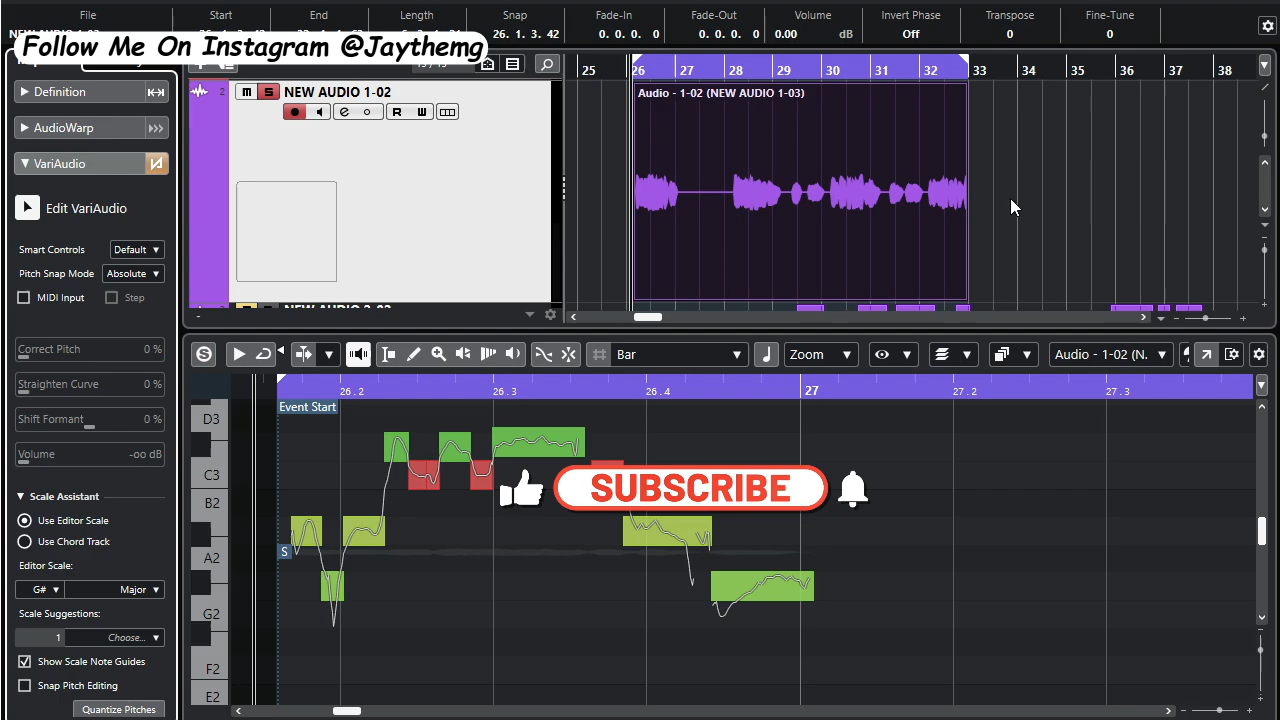 File Start End Length Snap Fade-In Fade-Out Volume Invert Phase Transpose Fine-Tune
26. 1. 3. 42 0. 0. 0. 0 0. 0. 0. 0 0.00 dB Off 0 0
Follow Me On Instagram @Jaythemg
25 26 27 28 29 30 31 32 33 34 35 36 37 38
Definition
AudioWarp
VariAudio
Edit VariAudio
Smart Controls Default
Pitch Snap Mode Absolute
MIDI Input Step
Correct Pitch 0 %
Straighten Curve 0 %
Shift Formant 0 %
Volume -oo dB
Scale Assistant
Use Editor Scale
Use Chord Track
Editor Scale:
G# Major
Scale Suggestions:
1 Choose...
Show Scale Note Guides
Snap Pitch Editing
Quantize Pitches
2 M S NEW AUDIO 1-02
R W
Audio - 1-02 (NEW AUDIO 1-03)
Bar Zoom Audio - 1-02 (N.
26.2 26.3 26.4 27 27.2 27.3
Event Start
D3
C3
B2
A2
G2
F2
E2
S
SUBSCRIBE